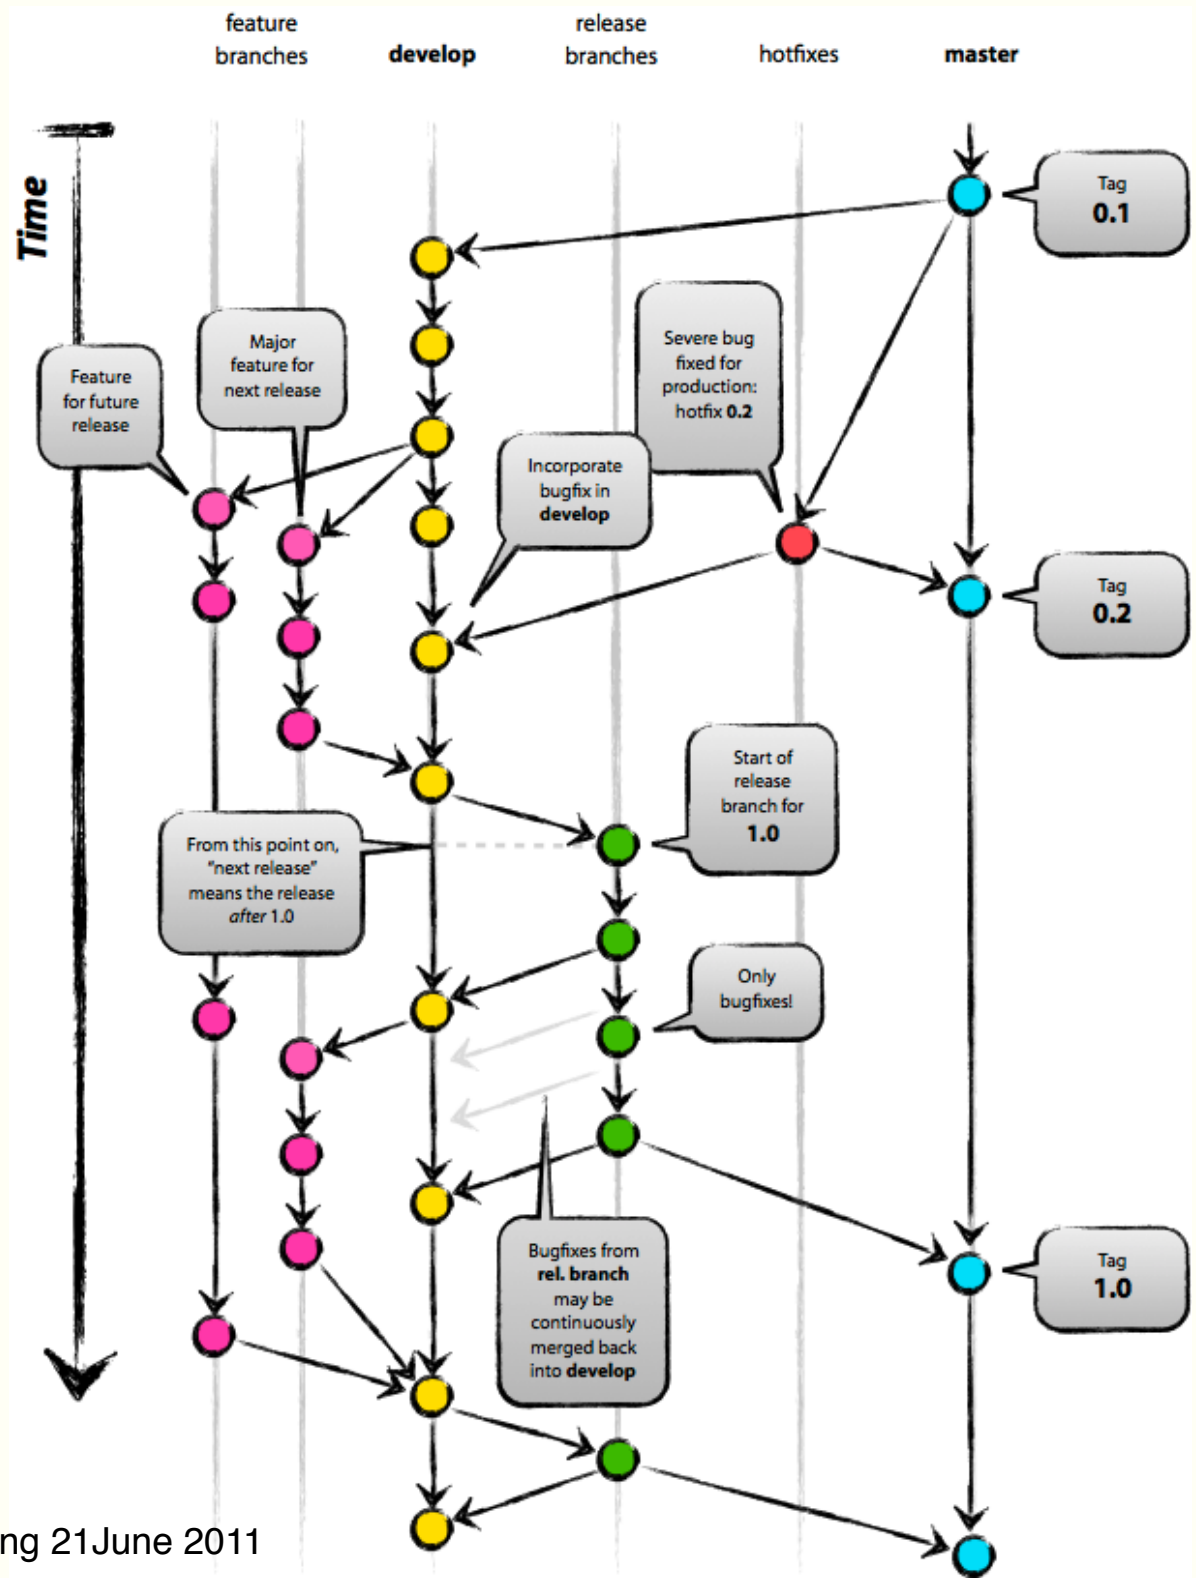 feature
branches
develop
release
branches
hotfixes
master
Time
Tag
0.1
Major
feature for
next release
Severe bug
fixed for
production:
hotfix 0.2
Feature
for future
release
Incorporate
bugfix in
develop
Tag
0.2
Start of
release
branch for
1.0
From this point on,
“next release”
means the release
after 1.0
Only
bugfixes!
Bugfixes from
rel. branch
may be
continuously
merged back
into develop
Tag
1.0
ng 21June 2011